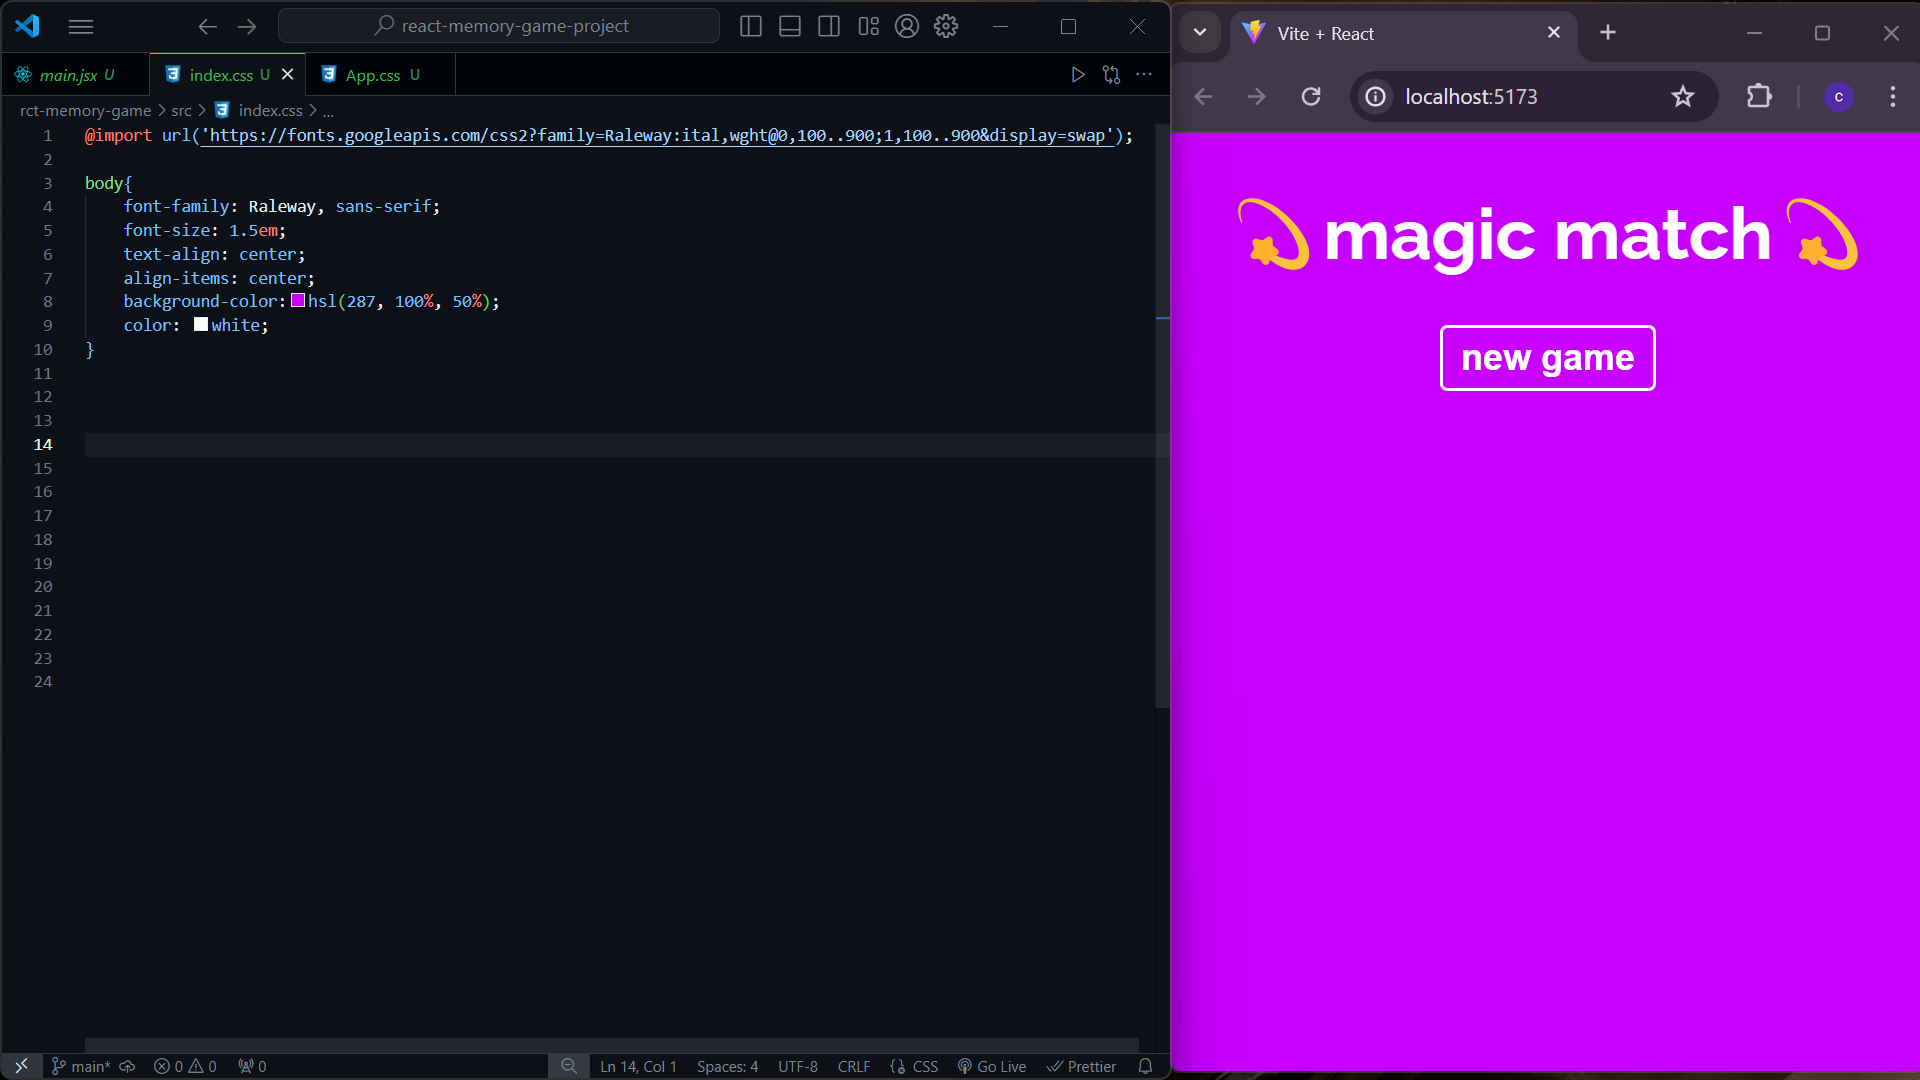 react-memory-game-project
main.jsx U
index.css U
App.css U
rct-memory-game > src > index.css > ...
1 @import url('https://fonts.googleapis.com/css2?family=Raleway:ital,wght@0,100..900;1,100..900&display=swap');
2
3 body{
4 font-family: Raleway, sans-serif;
5 font-size: 1.5em;
6 text-align: center;
7 align-items: center;
8 background-color: hsl(287, 100%, 50%);
9 color: white;
10 }
11
12
13
14
15
16
17
18
19
20
21
22
23
24
main*
0
0
0
Ln 14, Col 1
Spaces: 4
UTF-8
CRLF
CSS
Go Live
Prettier
Vite + React
localhost:5173
c
magic match
new game